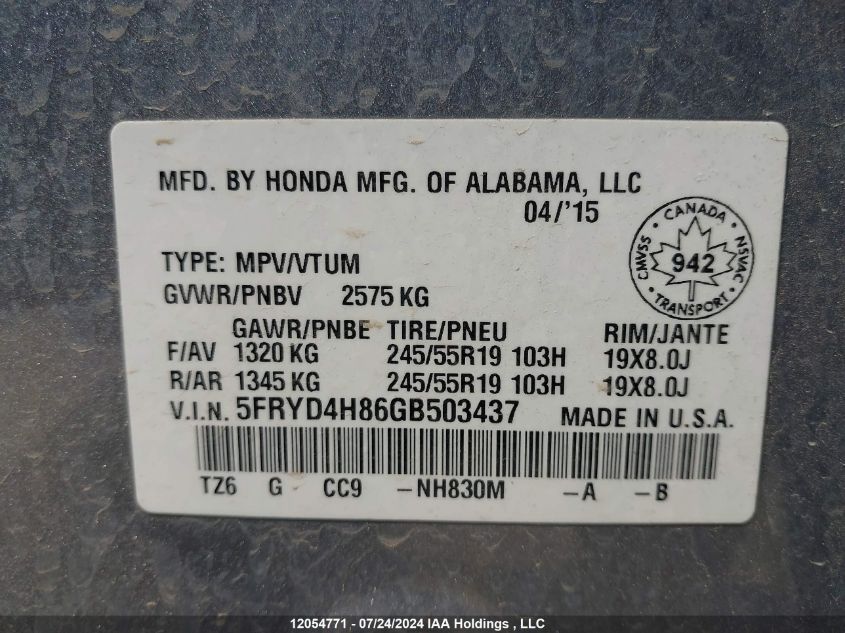 MFD. BY HONDA MFG. OF ALABAMA, LLC
04/'15
CANADA
CMVSS 942 NSVAC
TRANSPORT
TYPE: MPV/VTUM
GVWR/PNBV 2575 KG
GAWR/PNBE TIRE/PNEU RIM/JANTE
F/AV 1320 KG 245/55R19 103H 19X8.0J
R/AR 1345 KG 245/55R19 103H 19X8.0J
V.I.N. 5FRYD4H86GB503437 MADE IN U.S.A.
TZ6 G CC9 -NH830M -A -B
12054771 - 07/24/2024 IAA Holdings , LLC